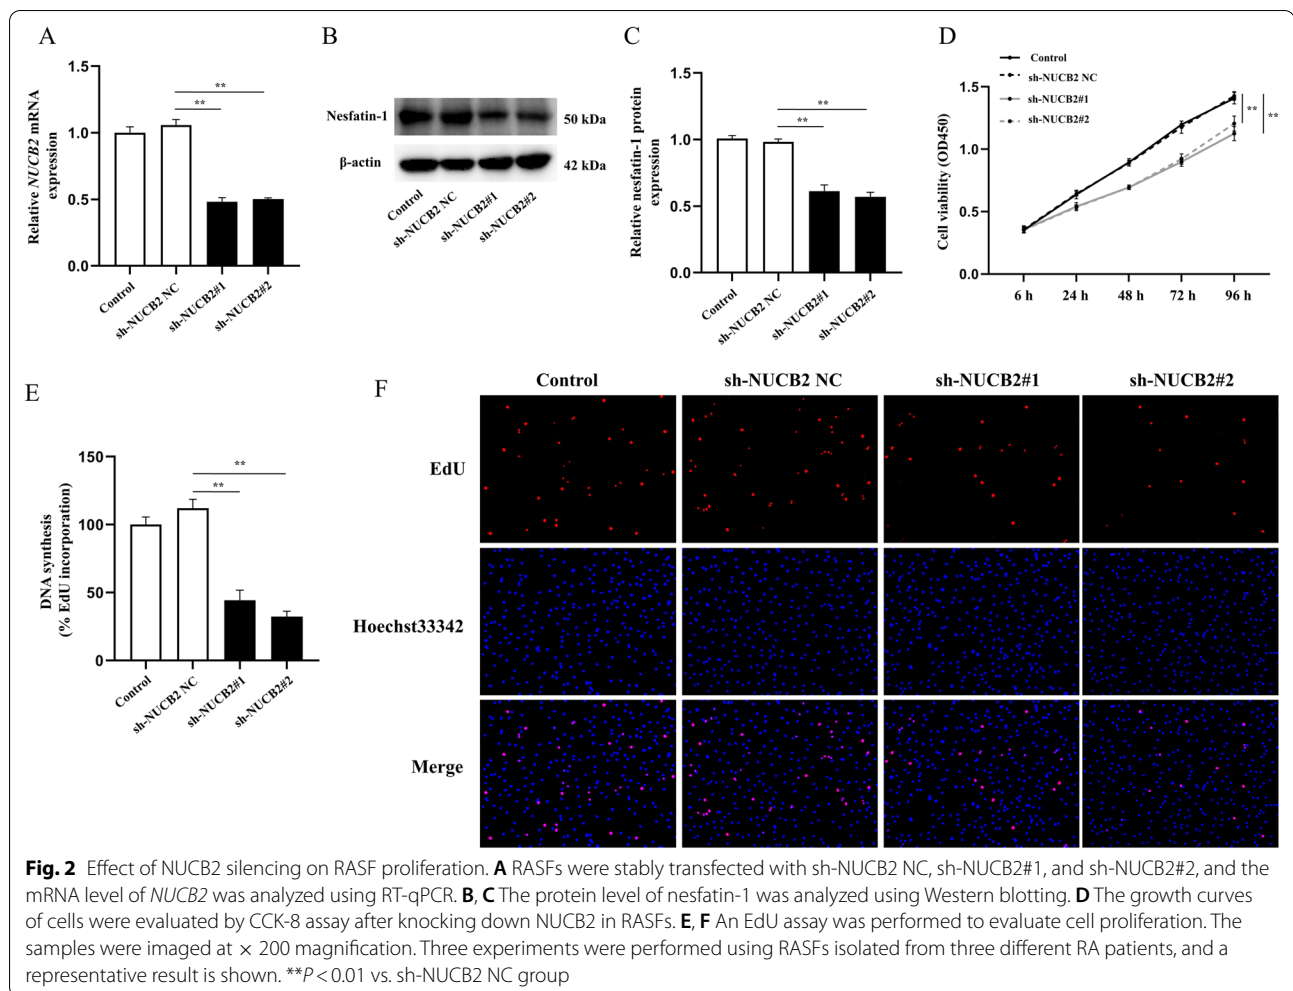 A
Relative NUCB2 mRNA
expression
1.5
1.0
0.5
0.0
**
**
Control
sh-NUCB2 NC
sh-NUCB2#1
sh-NUCB2#2
B
Nesfatin-1
50 kDa
β-actin
42 kDa
Control
sh-NUCB2 NC
sh-NUCB2#1
sh-NUCB2#2
C
Relative nesfatin-1 protein
expression
1.5
1.0
0.5
0.0
**
**
Control
sh-NUCB2 NC
sh-NUCB2#1
sh-NUCB2#2
D
Control
sh-NUCB2 NC
sh-NUCB2#1
sh-NUCB2#2
Cell viability (OD450)
1.5
1.0
0.5
0.0
**
**
6 h 24 h 48 h 72 h 96 h
E
DNA synthesis
(% EdU incorporation)
150
100
50
0
**
**
Control
sh-NUCB2 NC
sh-NUCB2#1
sh-NUCB2#2
F
Control sh-NUCB2 NC sh-NUCB2#1 sh-NUCB2#2
EdU
Hoechst33342
Merge
Fig. 2 Effect of NUCB2 silencing on RASF proliferation. A RASFs were stably transfected with sh-NUCB2 NC, sh-NUCB2#1, and sh-NUCB2#2, and the
mRNA level of NUCB2 was analyzed using RT-qPCR. B, C The protein level of nesfatin-1 was analyzed using Western blotting. D The growth curves
of cells were evaluated by CCK-8 assay after knocking down NUCB2 in RASFs. E, F An EdU assay was performed to evaluate cell proliferation. The
samples were imaged at × 200 magnification. Three experiments were performed using RASFs isolated from three different RA patients, and a
representative result is shown. **P < 0.01 vs. sh-NUCB2 NC group